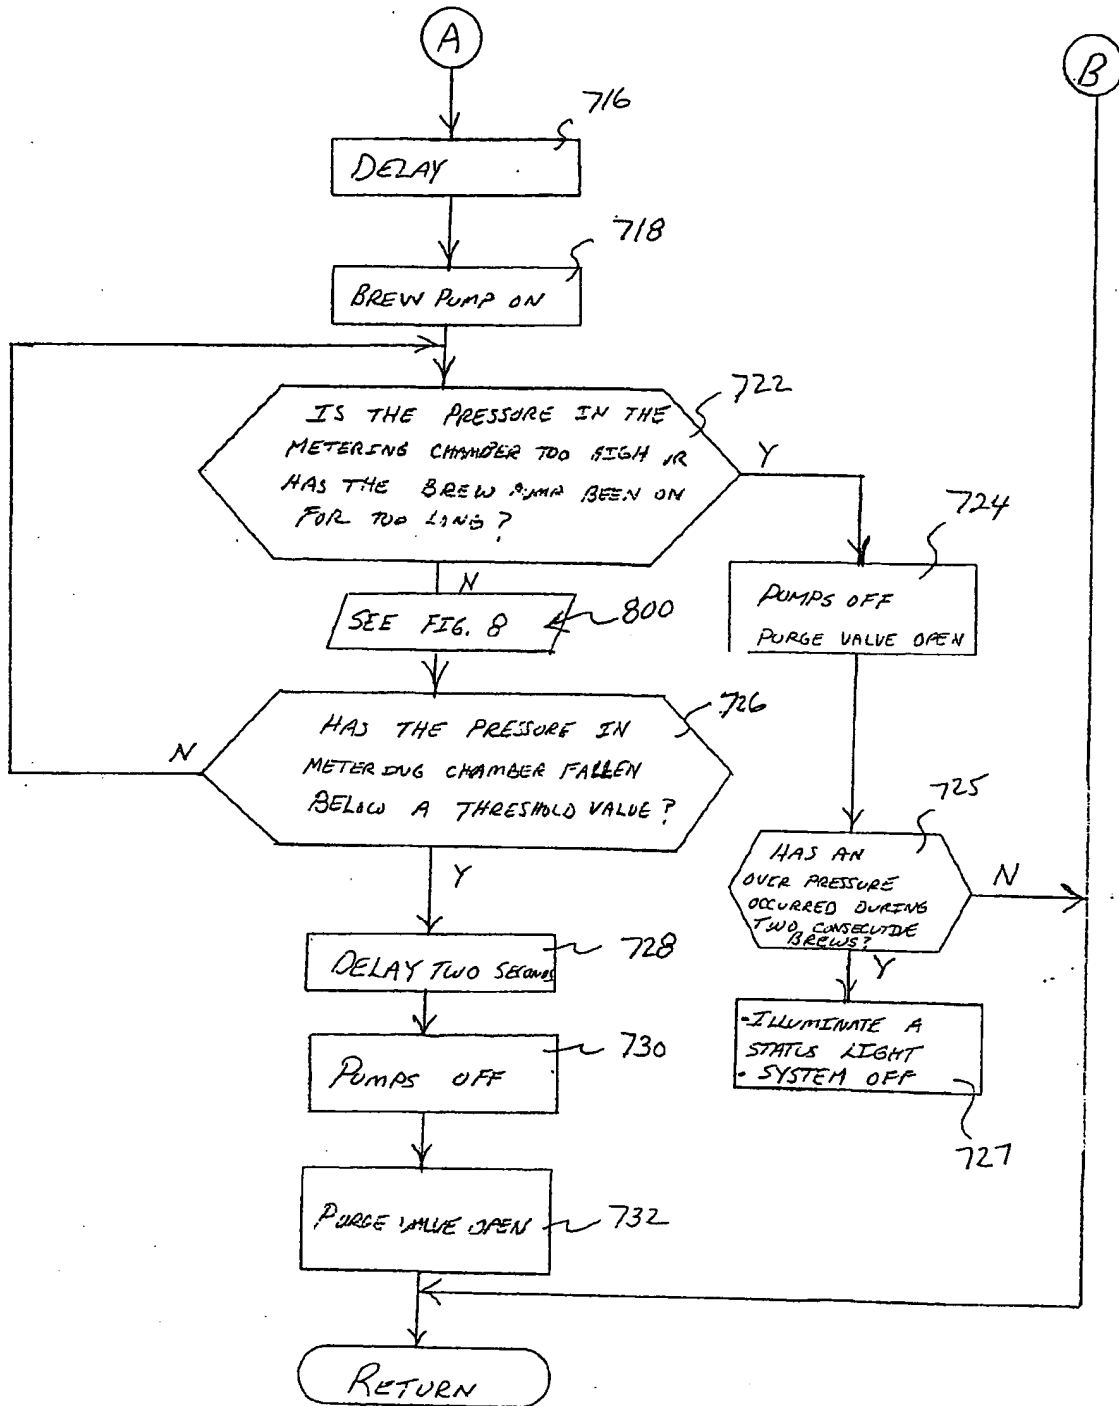 A
B
716
DELAY
718
BREW PUMP ON
722
IS THE PRESSURE IN THE
METERING CHAMBER TOO HIGH OR
HAS THE BREW PUMP BEEN ON
FOR TOO LONG?
Y
N
724
PUMPS OFF
PURGE VALUE OPEN
SEE FIG. 8
800
726
HAS THE PRESSURE IN
METERING CHAMBER FALLEN
BELOW A THRESHOLD VALUE?
N
Y
725
HAS AN
OVER PRESSURE
OCCURRED DURING
TWO CONSECUTIVE
BREWS?
N
Y
728
DELAY TWO SECONDS
730
PUMPS OFF
- ILLUMINATE A
STATUS LIGHT
- SYSTEM OFF
727
PURGE VALUE OPEN
732
RETURN